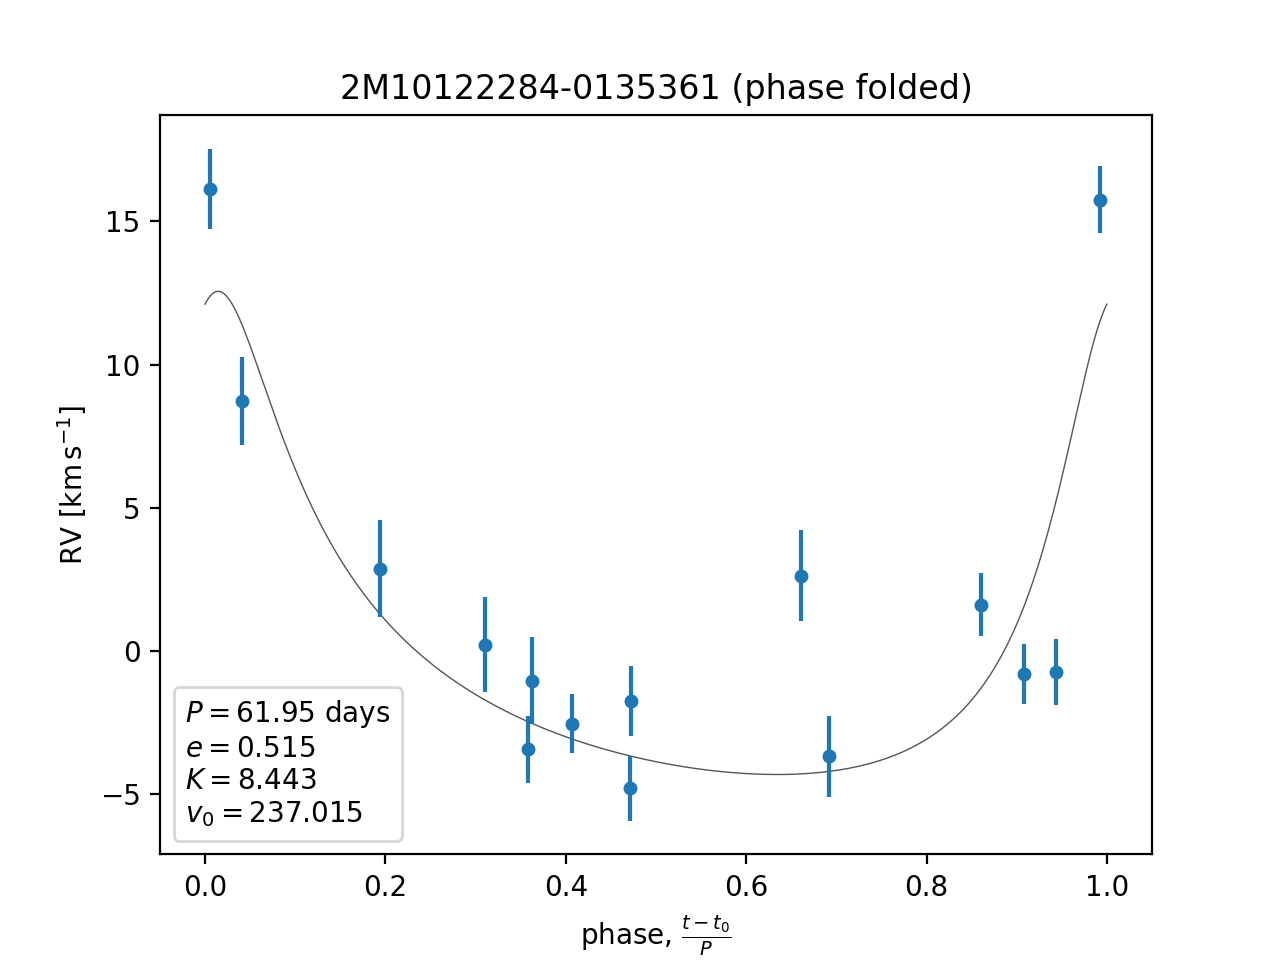 2M10122284-0135361 (phase folded)
RV [km s⁻¹]
15
10
5
0
−5
P = 61.95 days
e = 0.515
K = 8.443
v₀ = 237.015
0.0 0.2 0.4 0.6 0.8 1.0
phase, (t − t₀)/P